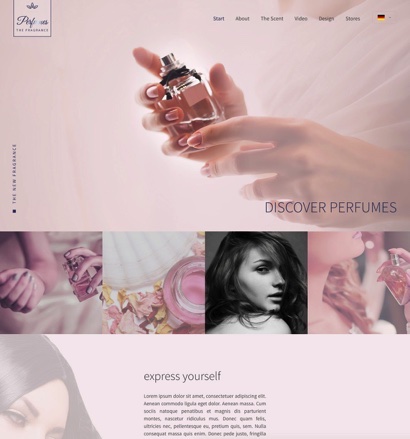 Perfumes
THE FRAGRANCE
Start About The Scent Video Design Stores
THE NEW FRAGRANCE
DISCOVER PERFUMES
express yourself
Lorem ipsum dolor sit amet, consectetuer adipiscing elit.
Aenean commodo ligula eget dolor. Aenean massa. Cum
sociis natoque penatibus et magnis dis parturient
montes, nascetur ridiculus mus. Donec quam felis,
ultricies nec, pellentesque eu, pretium quis, sem. Nulla
consequat massa quis enim. Donec pede justo, fringilla